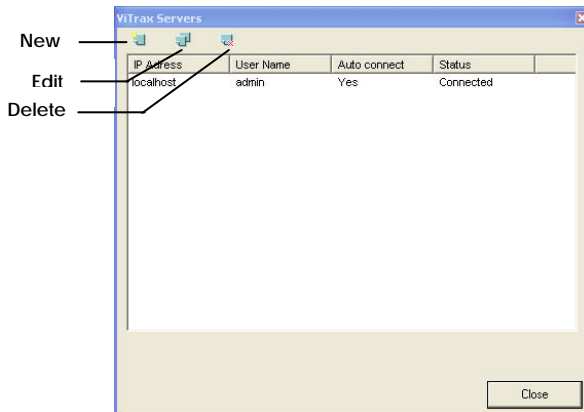 ViTrax Servers
New
Edit
Delete
IP Adress User Name Auto connect Status
localhost admin Yes Connected
Close